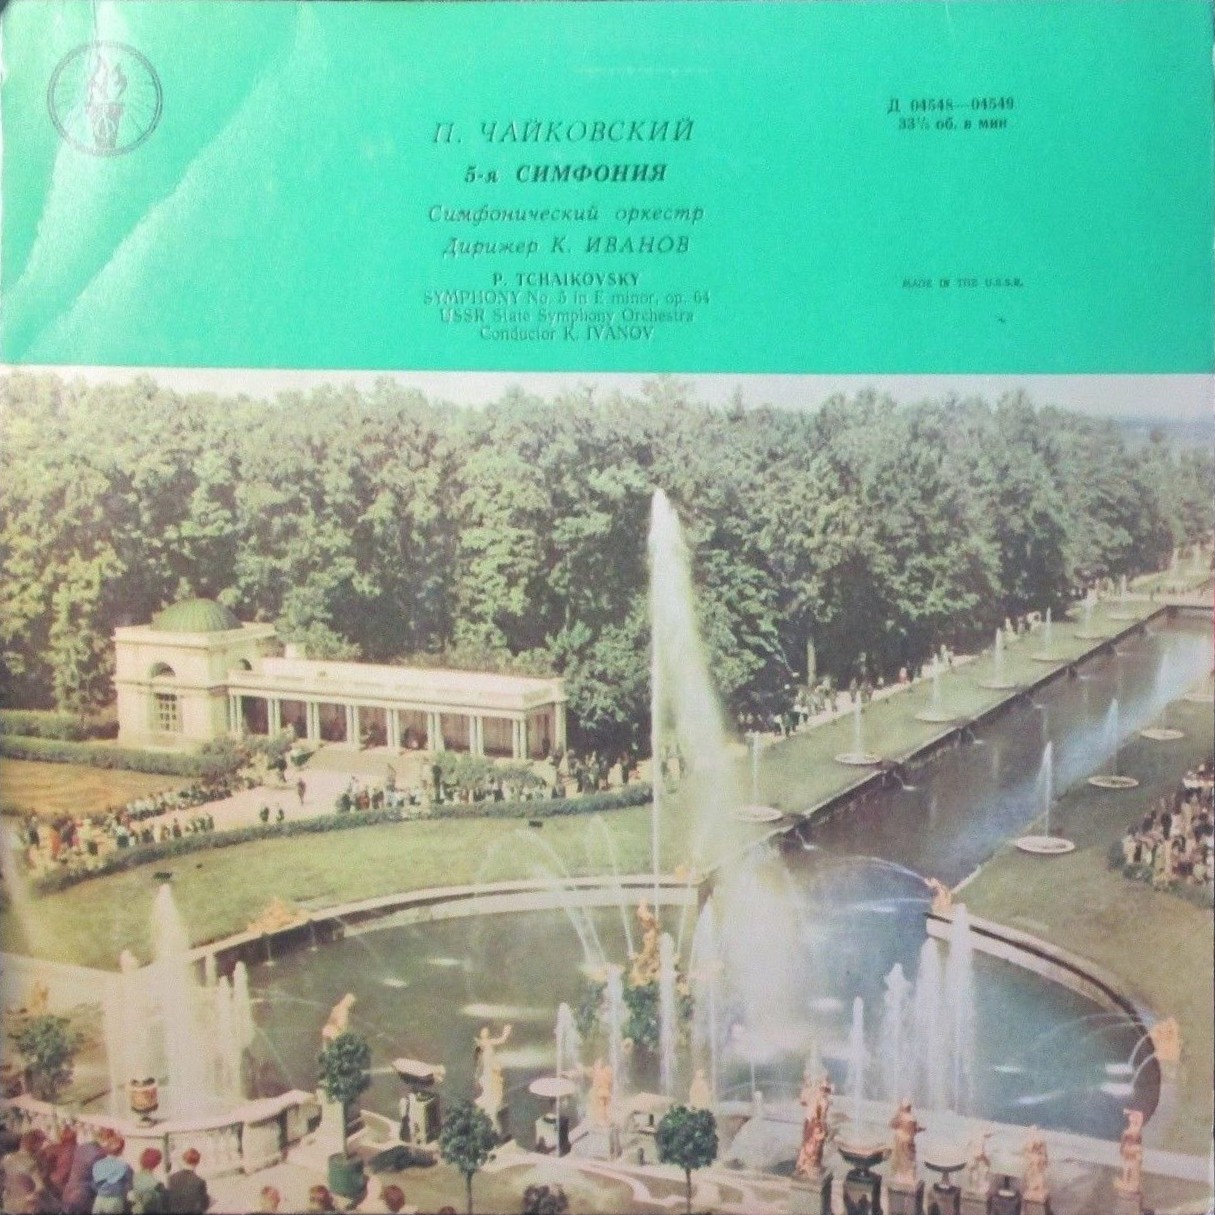 П. ЧАЙКОВСКИЙ
5-я СИМФОНИЯ
Симфонический оркестр
Дирижер К. ИВАНОВ
P. TCHAIKOVSKY
SYMPHONY No. 5 in E minor, op. 64
USSR State Symphony Orchestra
Conductor K. IVANOV
Д 04548—04549
33⅓ об. в мин
MADE IN THE U.S.S.R.